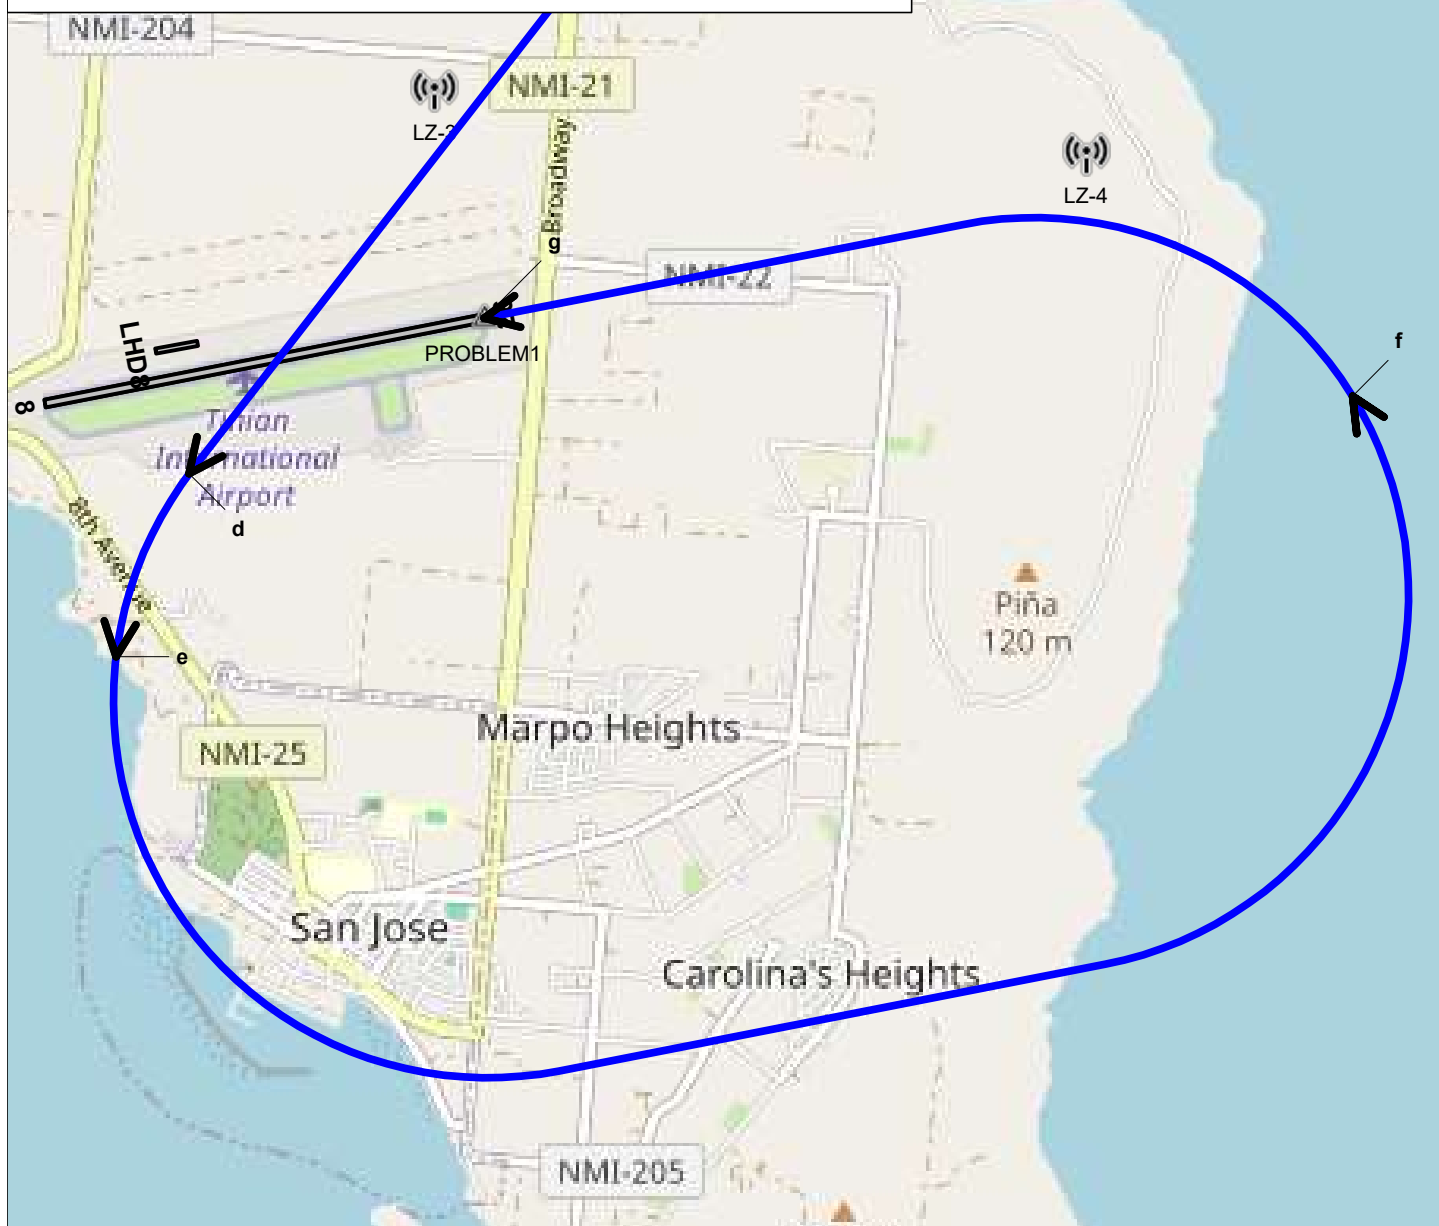 NMI-204
NMI-21
LZ-3
Broadway
LZ-4
g
NMI-22
PROBLEM1
f
LHD8
8
Tinian
International
Airport
d
8th Avenue
e
Piña
120 m
Marpo Heights
NMI-25
San Jose
Carolina's Heights
NMI-205